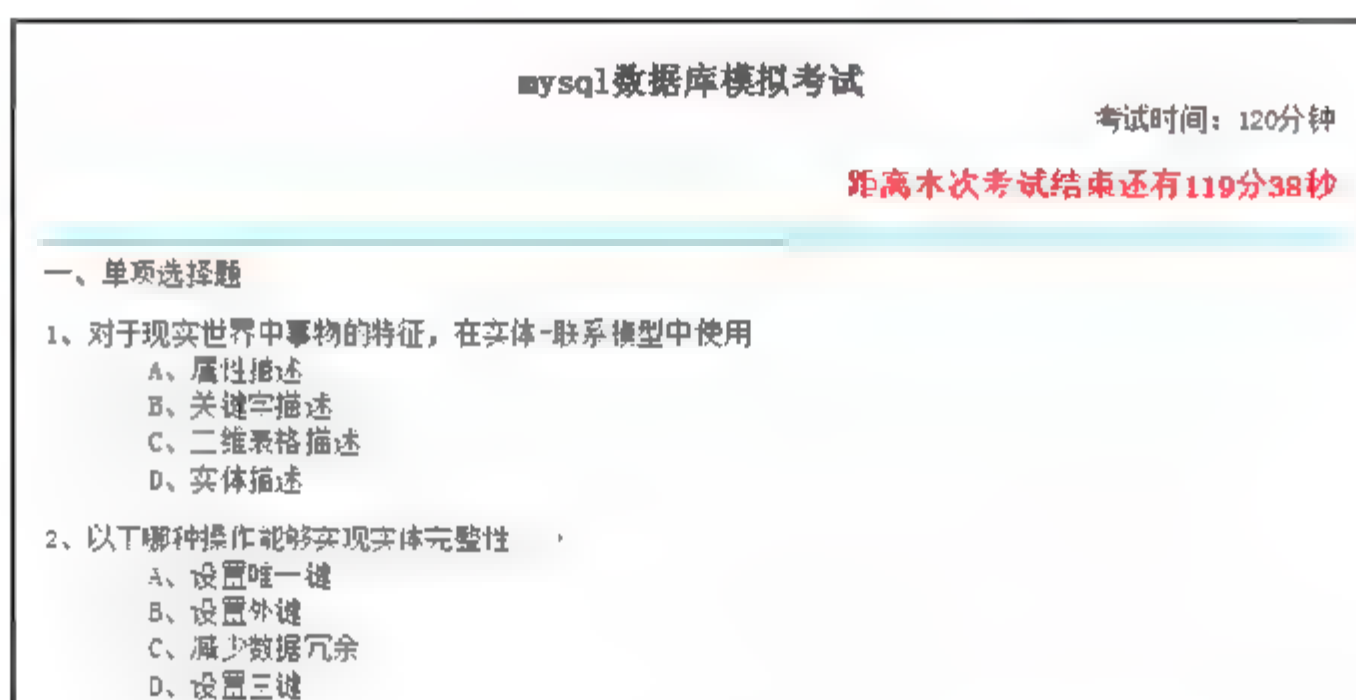 mysql数据库模拟考试
考试时间：120分钟
距离本次考试结束还有119分38秒
一、单项选择题
1、对于现实世界中事物的特征，在实体-联系模型中使用
A、属性描述
B、关键字描述
C、二维表格描述
D、实体描述
2、以下哪种操作能够实现实体完整性
A、设置唯一键
B、设置外键
C、减少数据冗余
D、设置三键